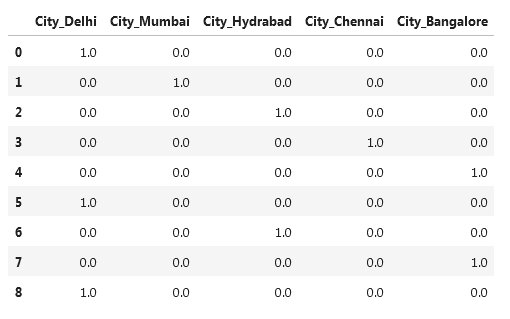 City_Delhi City_Mumbai City_Hydrabad City_Chennai City_Bangalore
0 1.0 0.0 0.0 0.0 0.0
1 0.0 1.0 0.0 0.0 0.0
2 0.0 0.0 1.0 0.0 0.0
3 0.0 0.0 0.0 1.0 0.0
4 0.0 0.0 0.0 0.0 1.0
5 1.0 0.0 0.0 0.0 0.0
6 0.0 0.0 1.0 0.0 0.0
7 0.0 0.0 0.0 0.0 1.0
8 1.0 0.0 0.0 0.0 0.0